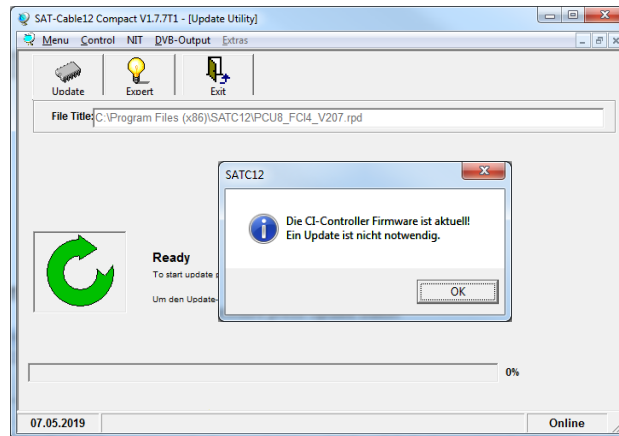 SAT-Cable12 Compact V1.7.7T1 - [Update Utility]
Menu Control NIT DVB-Output Extras
Update Expert Exit
File Title: C:\Program Files (x86)\SATC12\PCU8_FCI4_V207.rpd
SATC12
Die CI-Controller Firmware ist aktuell!
Ein Update ist nicht notwendig.
OK
Ready
To start update
Um den Update-
0%
07.05.2019 Online